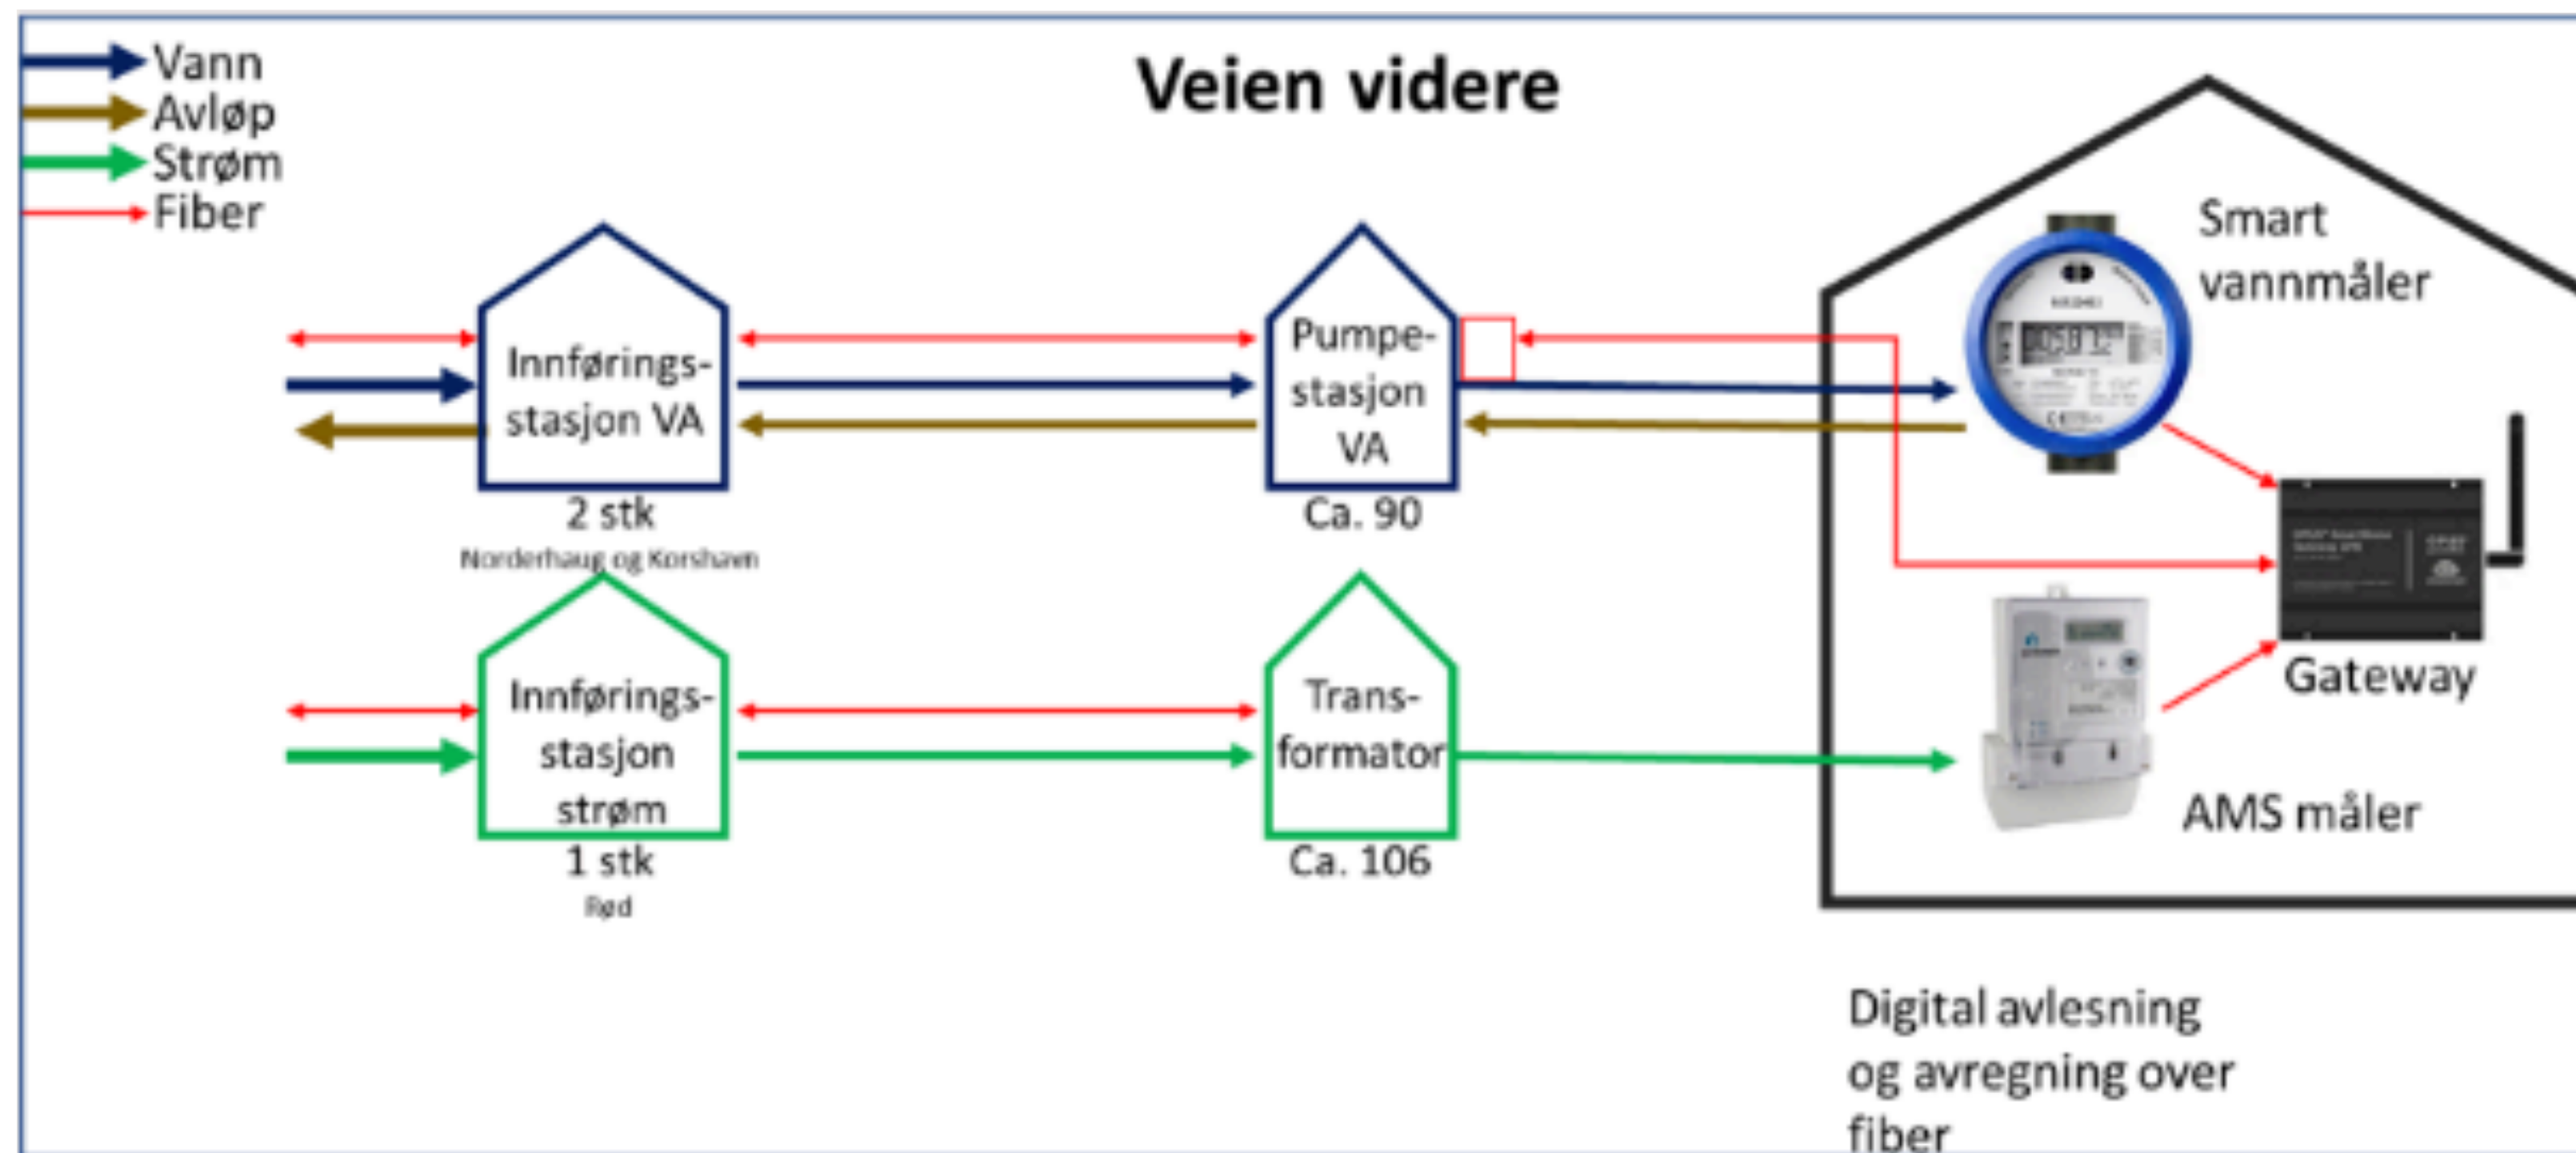 Veien videre
Vann
Avløp
Strøm
Fiber
Innførings-
stasjon VA
2 stk
Norderhaug og Korshavn
Pumpe-
stasjon
VA
Ca. 90
Smart
vannmåler
Gateway
Innførings-
stasjon
strøm
1 stk
Rød
Trans-
formator
Ca. 106
AMS måler
Digital avlesning
og avregning over
fiber